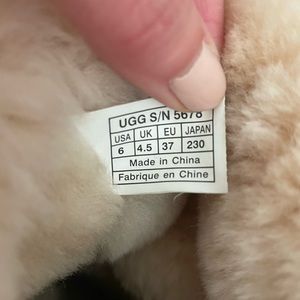 UGG S/N 5678
USA UK EU JAPAN
6 4.5 37 230
Made in China
Fabrique en Chine